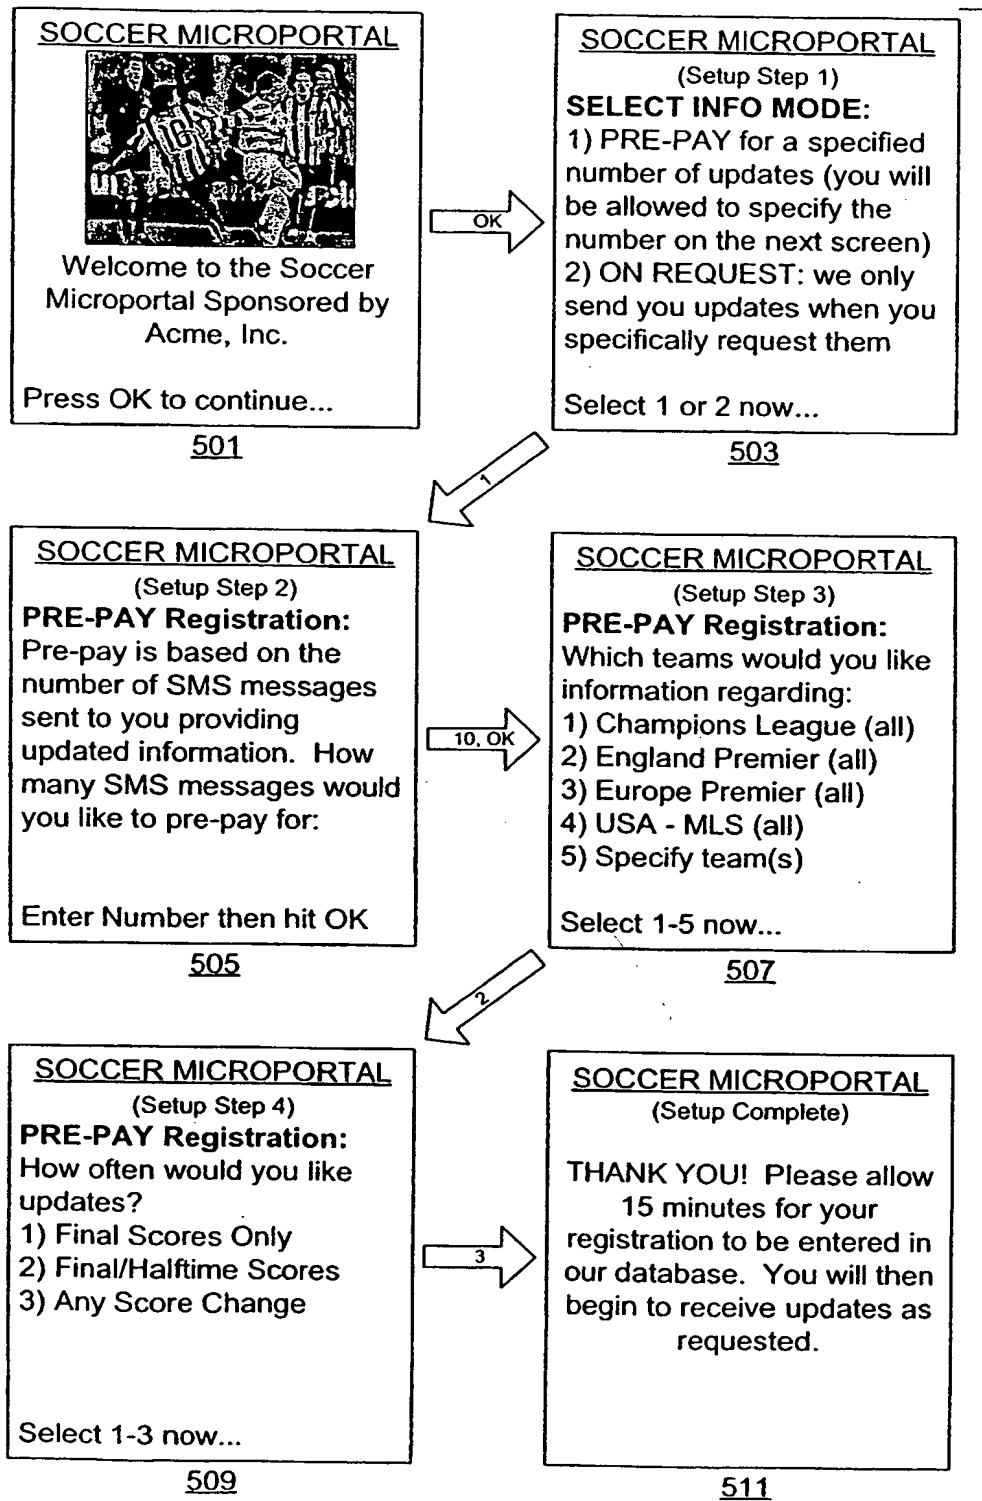 SOCCER MICROPORTAL
Welcome to the Soccer
Microportal Sponsored by
Acme, Inc.
Press OK to continue...
501
OK
SOCCER MICROPORTAL
(Setup Step 1)
SELECT INFO MODE:
1) PRE-PAY for a specified
number of updates (you will
be allowed to specify the
number on the next screen)
2) ON REQUEST: we only
send you updates when you
specifically request them
Select 1 or 2 now...
503
1
SOCCER MICROPORTAL
(Setup Step 2)
PRE-PAY Registration:
Pre-pay is based on the
number of SMS messages
sent to you providing
updated information. How
many SMS messages would
you like to pre-pay for:
Enter Number then hit OK
505
10, OK
SOCCER MICROPORTAL
(Setup Step 3)
PRE-PAY Registration:
Which teams would you like
information regarding:
1) Champions League (all)
2) England Premier (all)
3) Europe Premier (all)
4) USA - MLS (all)
5) Specify team(s)
Select 1-5 now...
507
2
SOCCER MICROPORTAL
(Setup Step 4)
PRE-PAY Registration:
How often would you like
updates?
1) Final Scores Only
2) Final/Halftime Scores
3) Any Score Change
Select 1-3 now...
509
3
SOCCER MICROPORTAL
(Setup Complete)
THANK YOU! Please allow
15 minutes for your
registration to be entered in
our database. You will then
begin to receive updates as
requested.
511